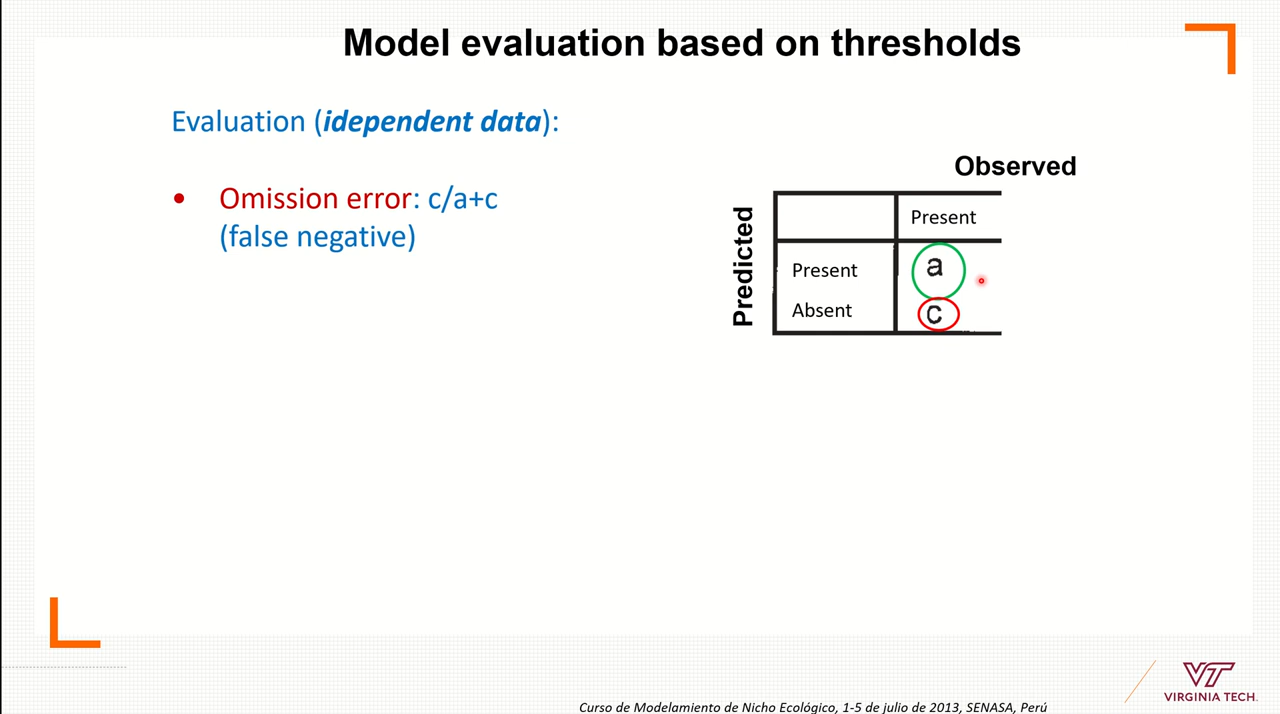 Model evaluation based on thresholds
Evaluation (idependent data):
• Omission error: c/a+c
(false negative)
Observed
Predicted
Present
Present a
Absent c
VT
VIRGINIA TECH.
Curso de Modelamiento de Nicho Ecológico, 1-5 de julio de 2013, SENASA, Perú